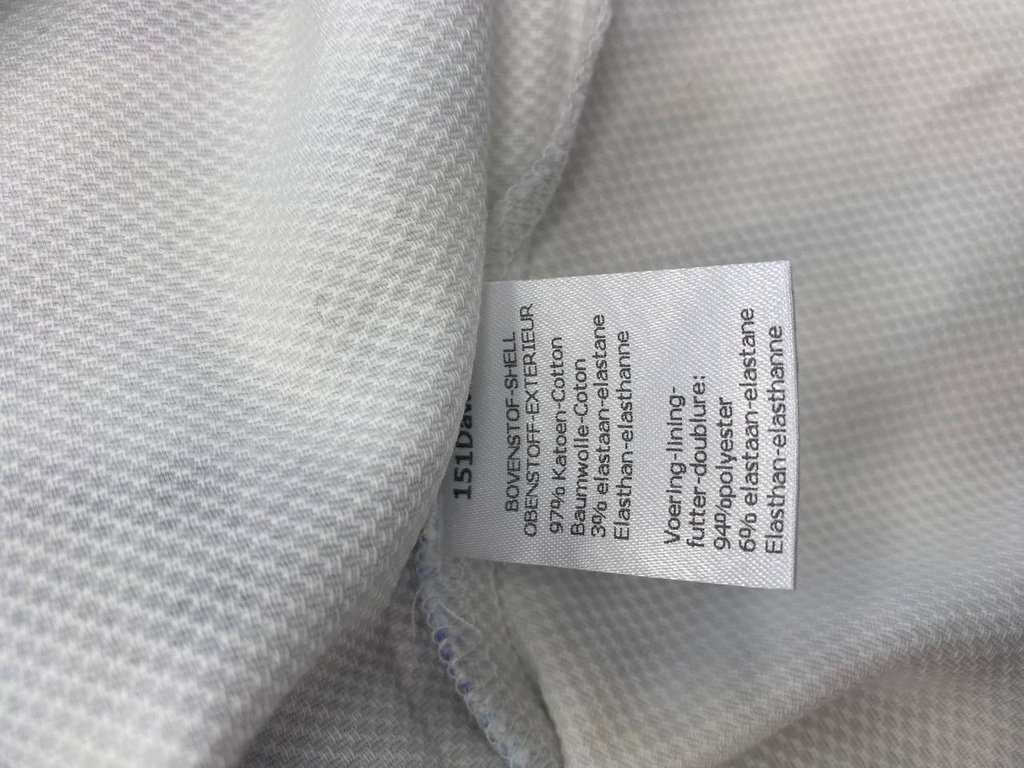 BOVENSTOF-SHELL
OBENSTOFF-EXTERIEUR
97% Katoen-Cotton
Baumwolle-Coton
3% elastaan-elastane
Elasthan-elasthanne
Voering-lining-
futter-doublure:
94%polyester
6% elastaan-elastane
Elasthan-elasthanne